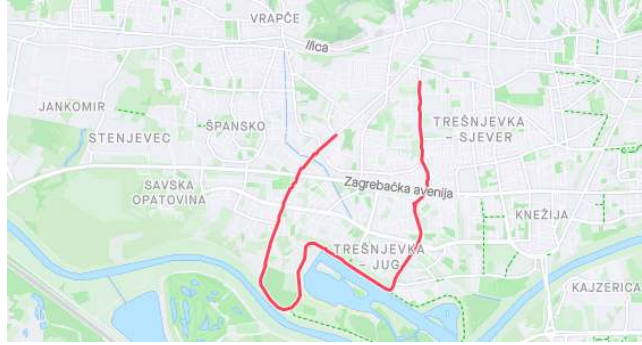 VRAPČE
Ilica
JANKOMIR
TREŠNJEVKA
– SJEVER
ŠPANSKO
STENJEVEC
Zagrebačka avenija
SAVSKA
OPATOVINA
KNEŽIJA
TREŠNJEVKA
– JUG
KAJZERICA